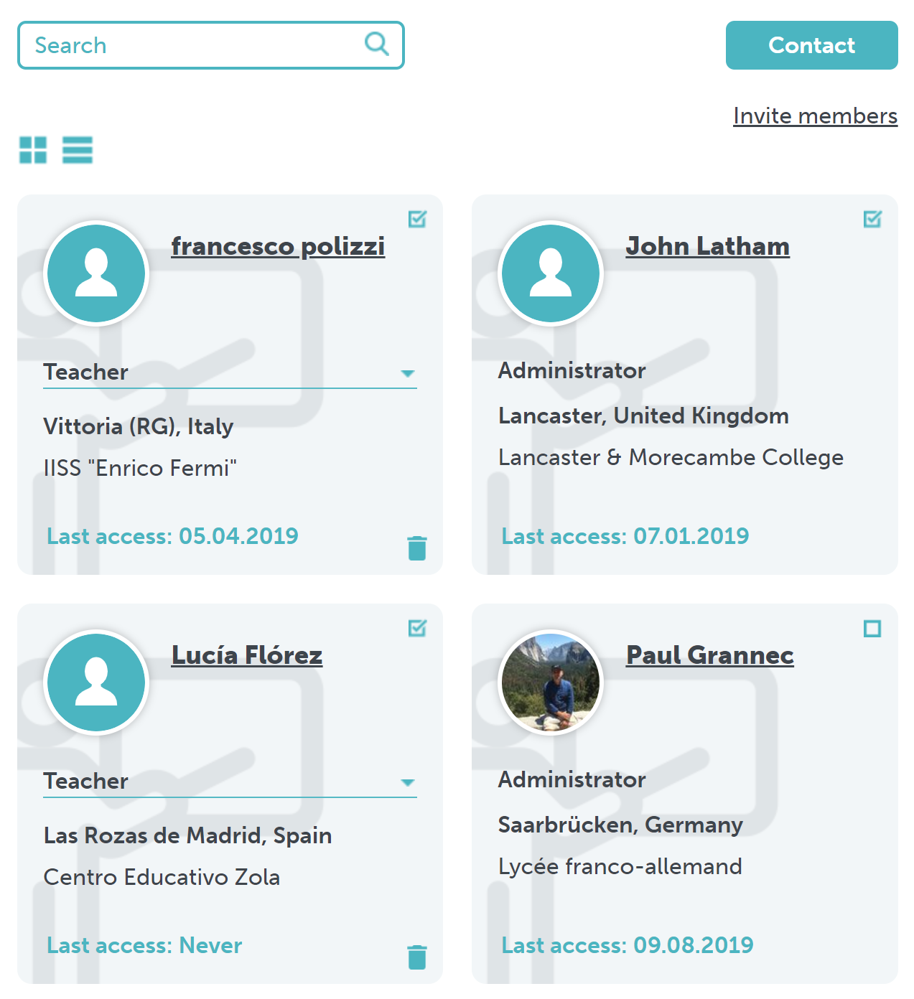 Search
Contact
Invite members
francesco polizzi
Teacher
Vittoria (RG), Italy
IISS "Enrico Fermi"
Last access: 05.04.2019
John Latham
Administrator
Lancaster, United Kingdom
Lancaster & Morecambe College
Last access: 07.01.2019
Lucía Flórez
Teacher
Las Rozas de Madrid, Spain
Centro Educativo Zola
Last access: Never
Paul Grannec
Administrator
Saarbrücken, Germany
Lycée franco-allemand
Last access: 09.08.2019